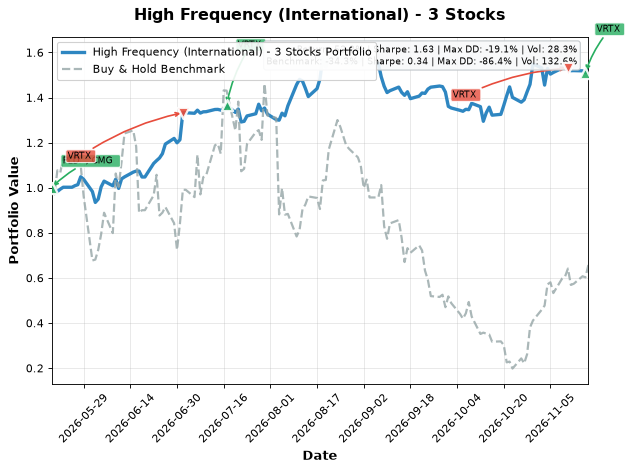 High Frequency (International) - 3 Stocks
VRTX
High Frequency (International) - 3 Stocks Portfolio
Sharpe: 1.63 | Max DD: -19.1% | Vol: 28.3%
Buy & Hold Benchmark
Benchmark: -34.3% | Sharpe: 0.34 | Max DD: -86.4% | Vol: 132.6%
VRTX
VRTX
Portfolio Value
1.6
1.4
1.2
1.0
0.8
0.6
0.4
0.2
2026-05-29
2026-06-14
2026-06-30
2026-07-16
2026-08-01
2026-08-17
2026-09-02
2026-09-18
2026-10-04
2026-10-20
2026-11-05
Date